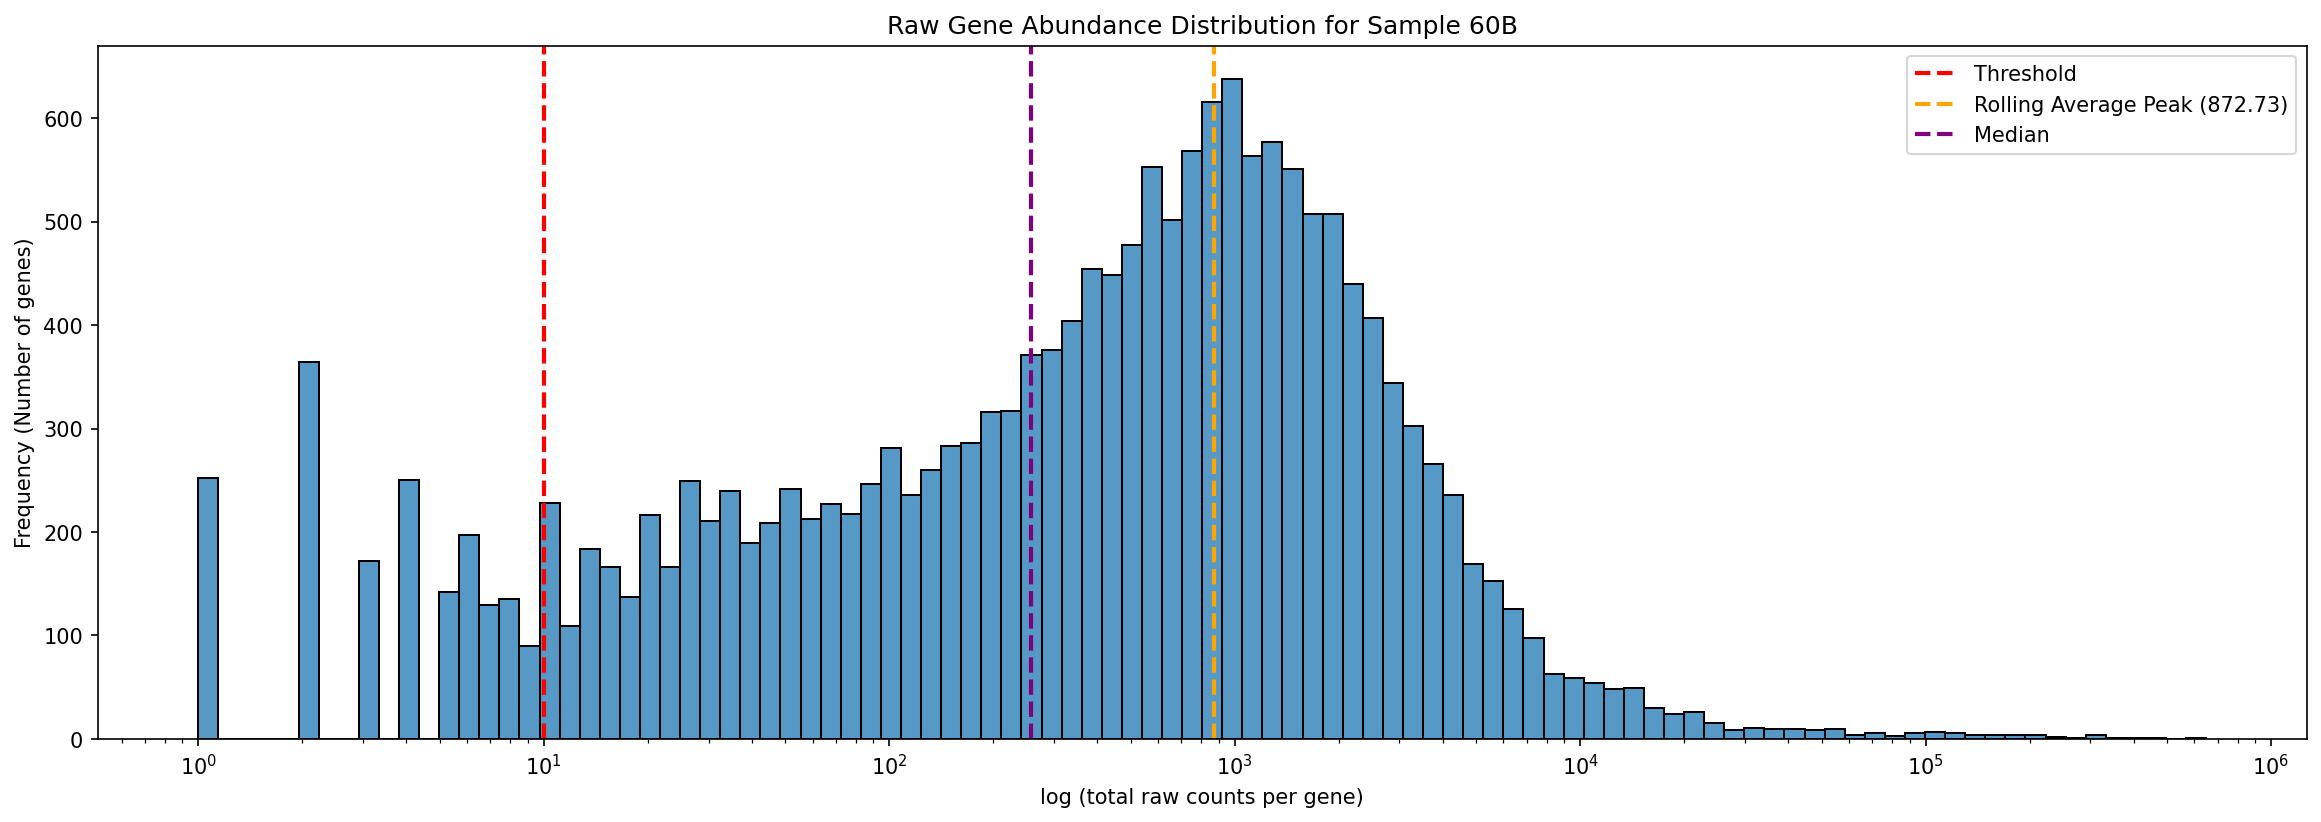 Raw Gene Abundance Distribution for Sample 60B
Threshold
Rolling Average Peak (872.73)
Median
Frequency (Number of genes)
600
500
400
300
200
100
0
10⁰ 10¹ 10² 10³ 10⁴ 10⁵ 10⁶
log (total raw counts per gene)